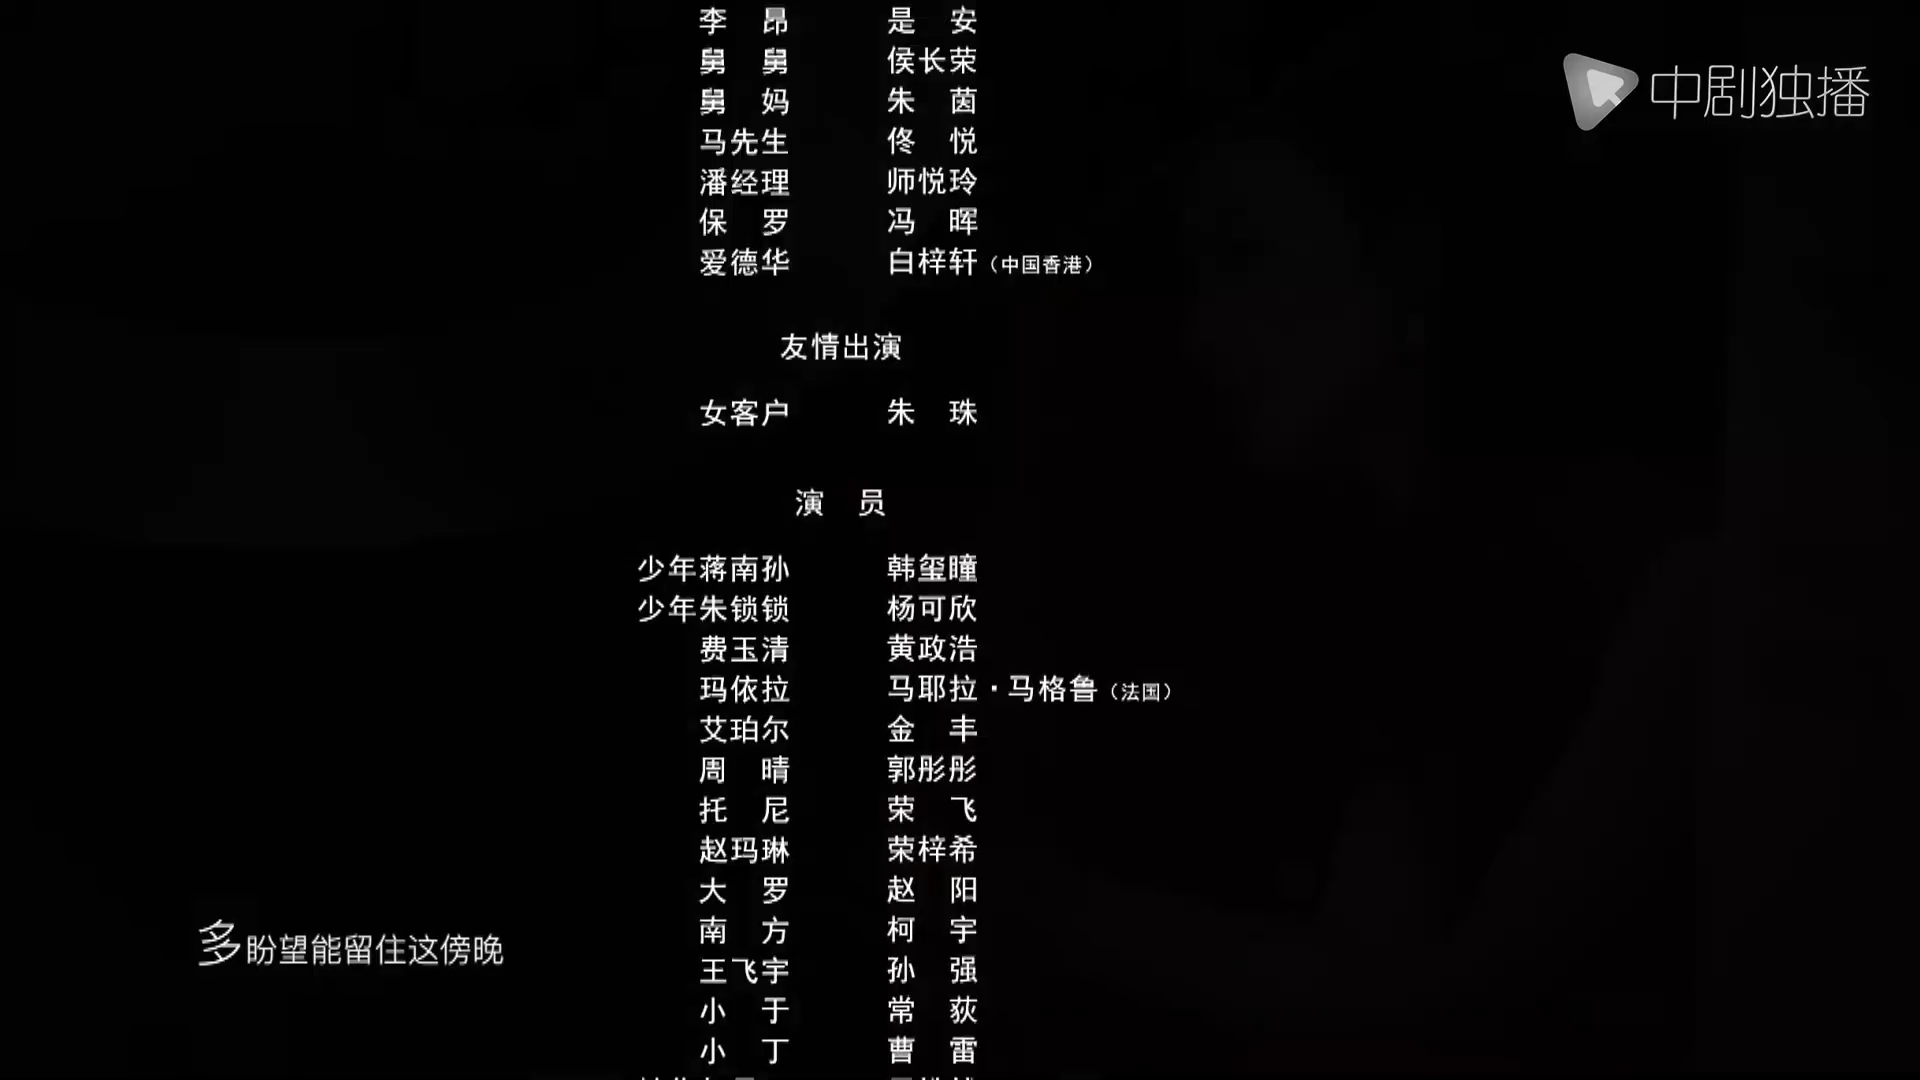 李昂 是安
舅舅 侯长荣
舅妈 朱茵
马先生 佟悦
潘经理 师悦玲
保罗 冯晖
爱德华 白梓轩（中国香港）
中剧独播
友情出演
女客户 朱珠
演员
少年蒋南孙 韩玺瞳
少年朱锁锁 杨可欣
费玉清 黄政浩
玛依拉 马耶拉·马格鲁（法国）
艾珀尔 金丰
周晴 郭彤彤
托尼 荣飞
赵玛琳 荣梓希
大罗 赵阳
南方 柯宇
王飞宇 孙强
小于 常荻
小丁 曹雷
多盼望能留住这傍晚